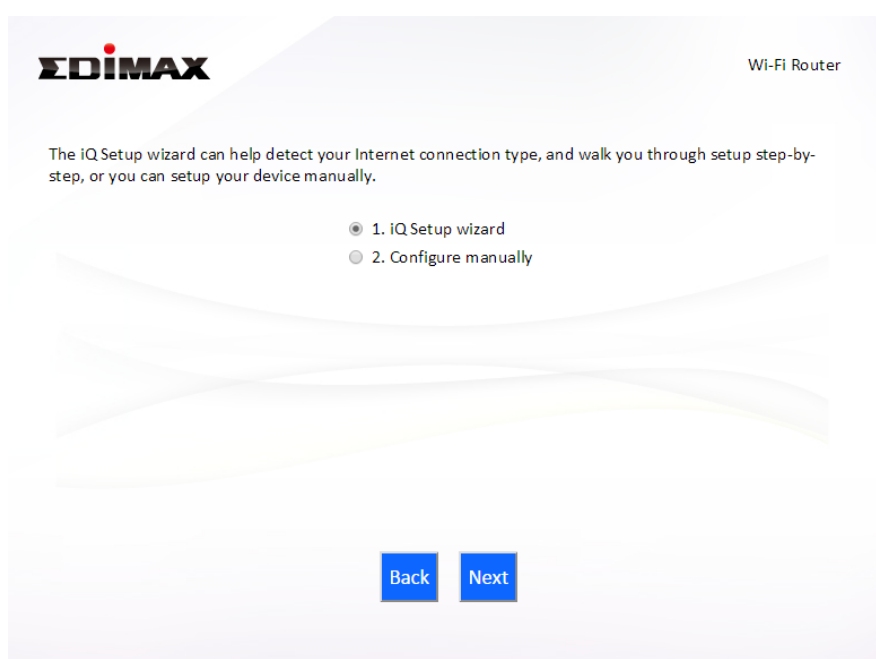 EDiMAX
Wi-Fi Router
The iQ Setup wizard can help detect your Internet connection type, and walk you through setup step-by-
step, or you can setup your device manually.
1. iQ Setup wizard
2. Configure manually
Back Next